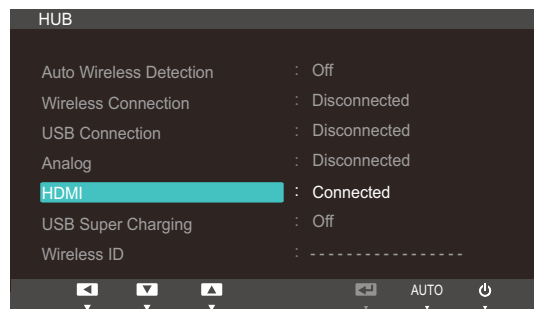 HUB
Auto Wireless Detection : Off
Wireless Connection : Disconnected
USB Connection : Disconnected
Analog : Disconnected
HDMI : Connected
USB Super Charging : Off
Wireless ID : - - - - - - - - - - - - - - - - -
AUTO